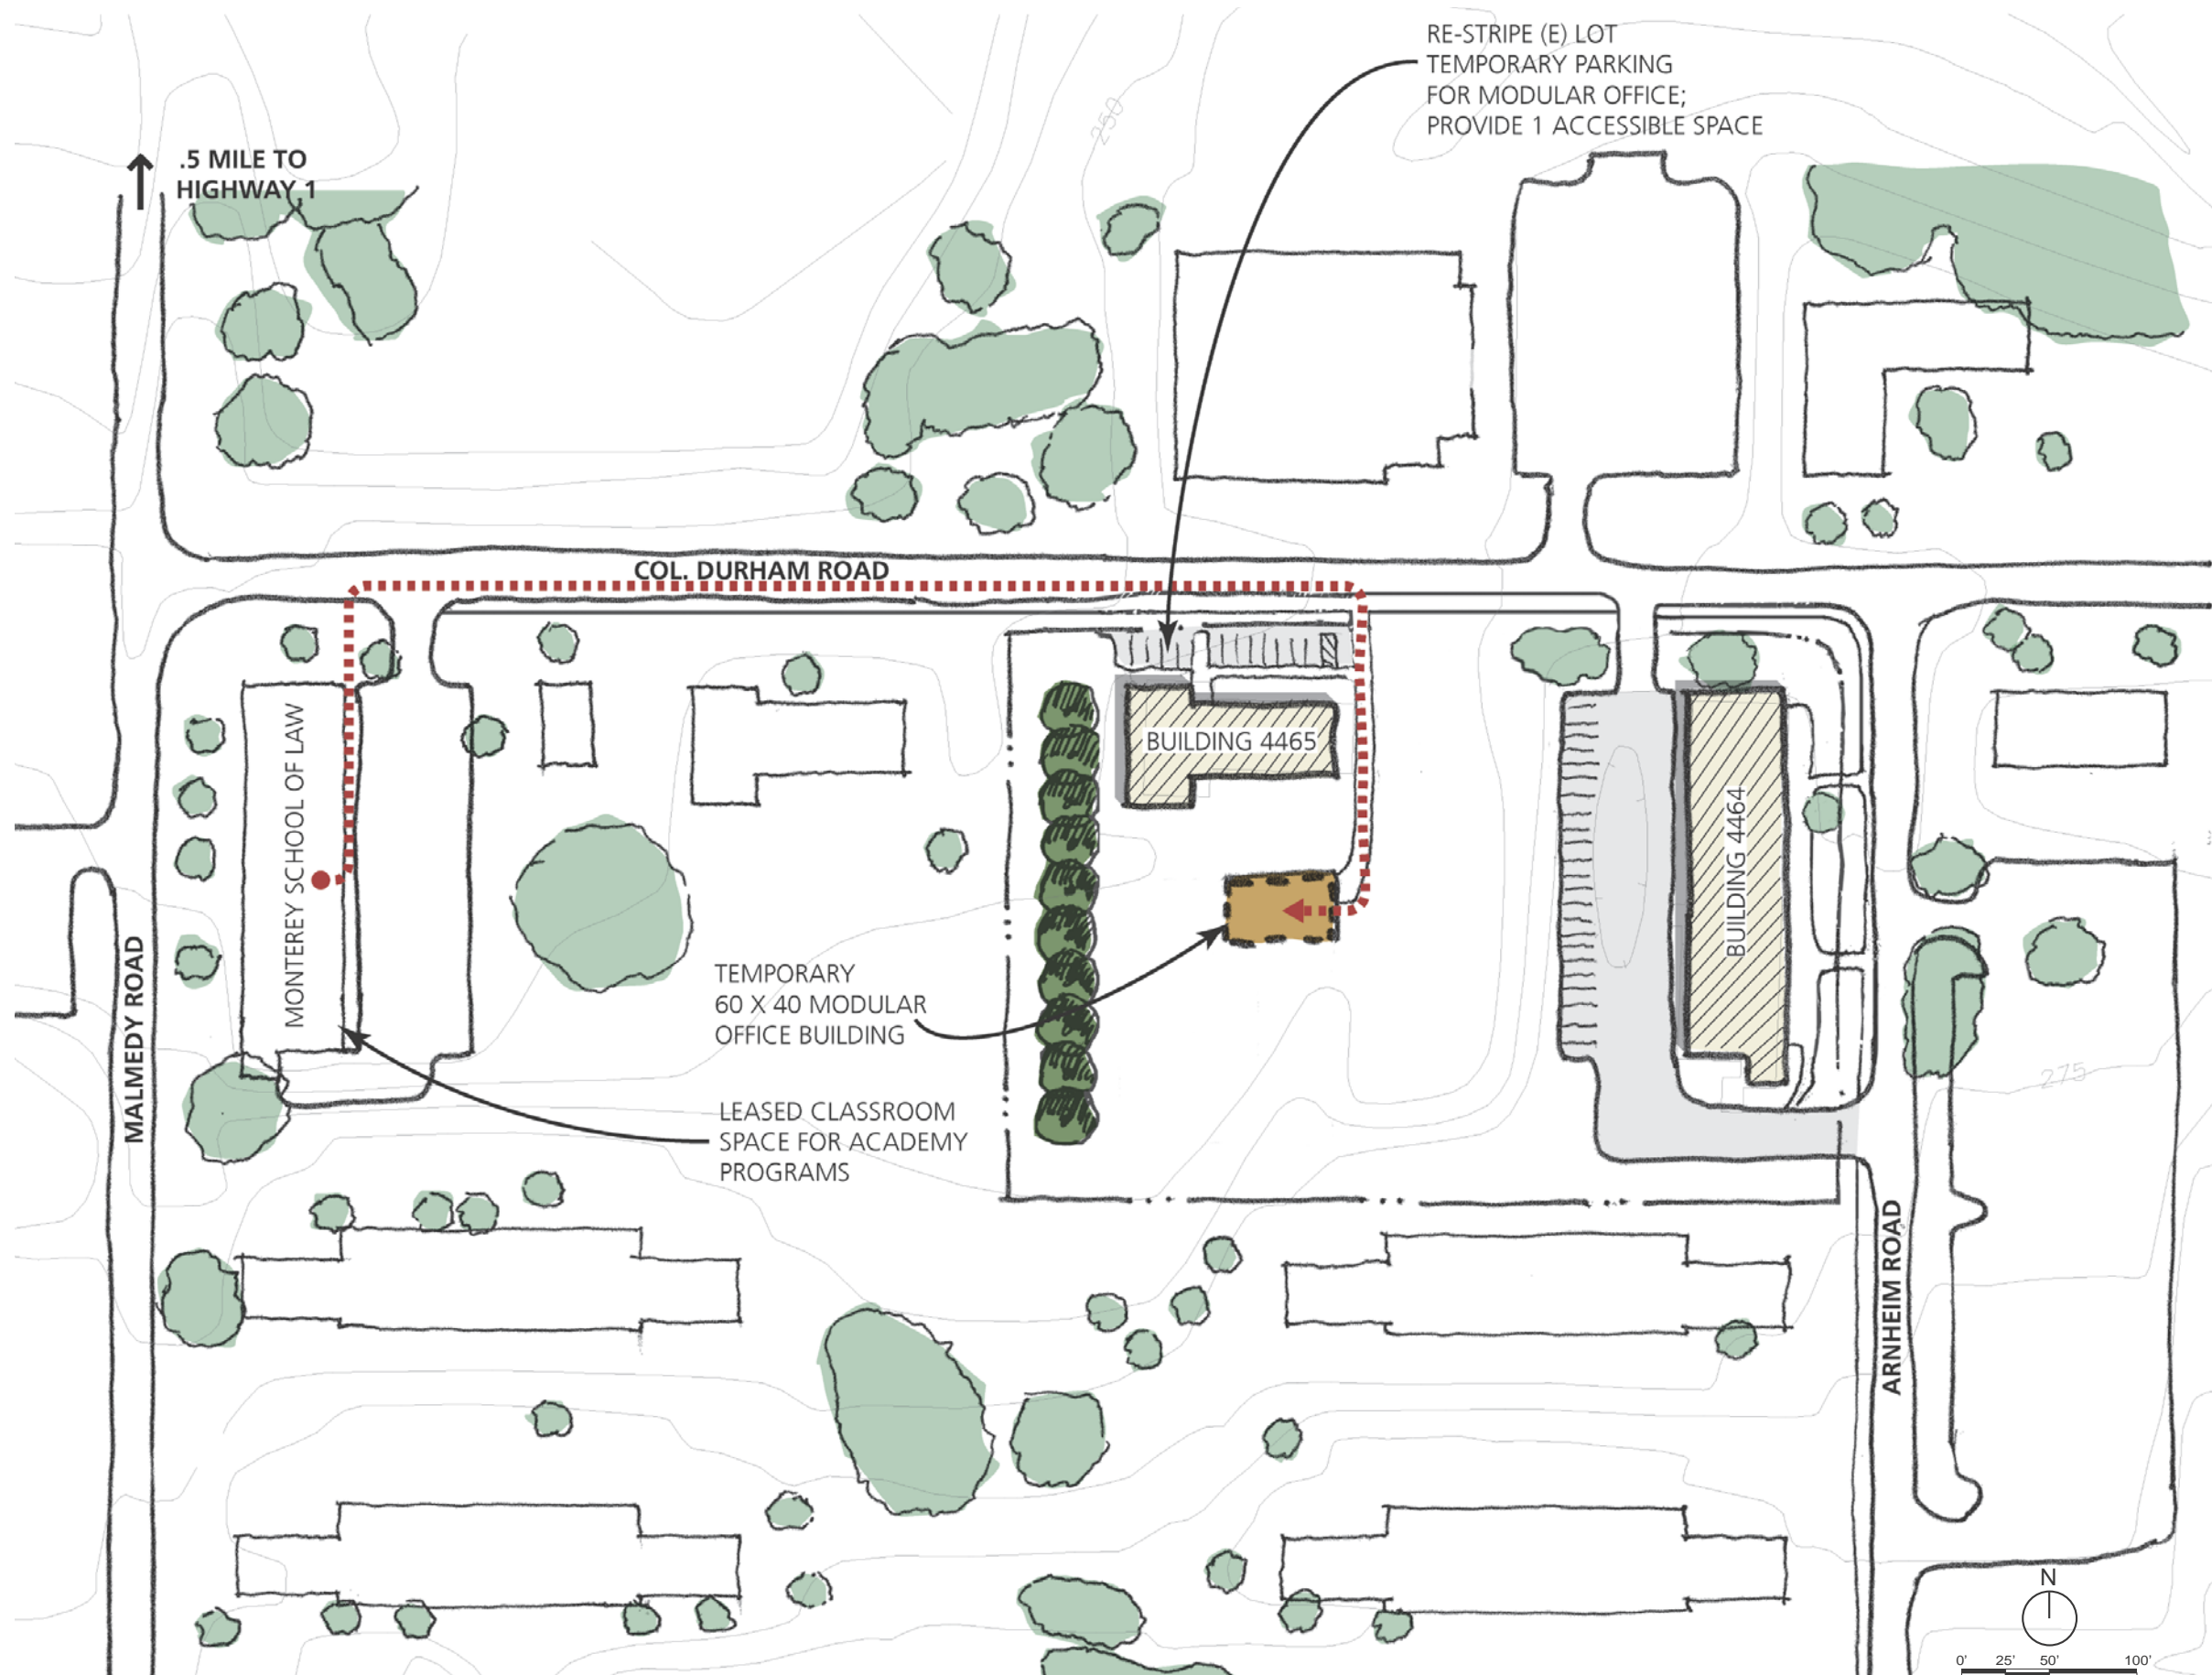 RE-STRIPE (E) LOT
TEMPORARY PARKING
FOR MODULAR OFFICE;
PROVIDE 1 ACCESSIBLE SPACE
250
.5 MILE TO
HIGHWAY 1
COL. DURHAM ROAD
MONTEREY SCHOOL OF LAW
BUILDING 4465
BUILDING 4464
TEMPORARY
60 X 40 MODULAR
OFFICE BUILDING
MALMEDY ROAD
LEASED CLASSROOM
SPACE FOR ACADEMY
PROGRAMS
275
ARNHEIM ROAD
N
0' 25' 50' 100'